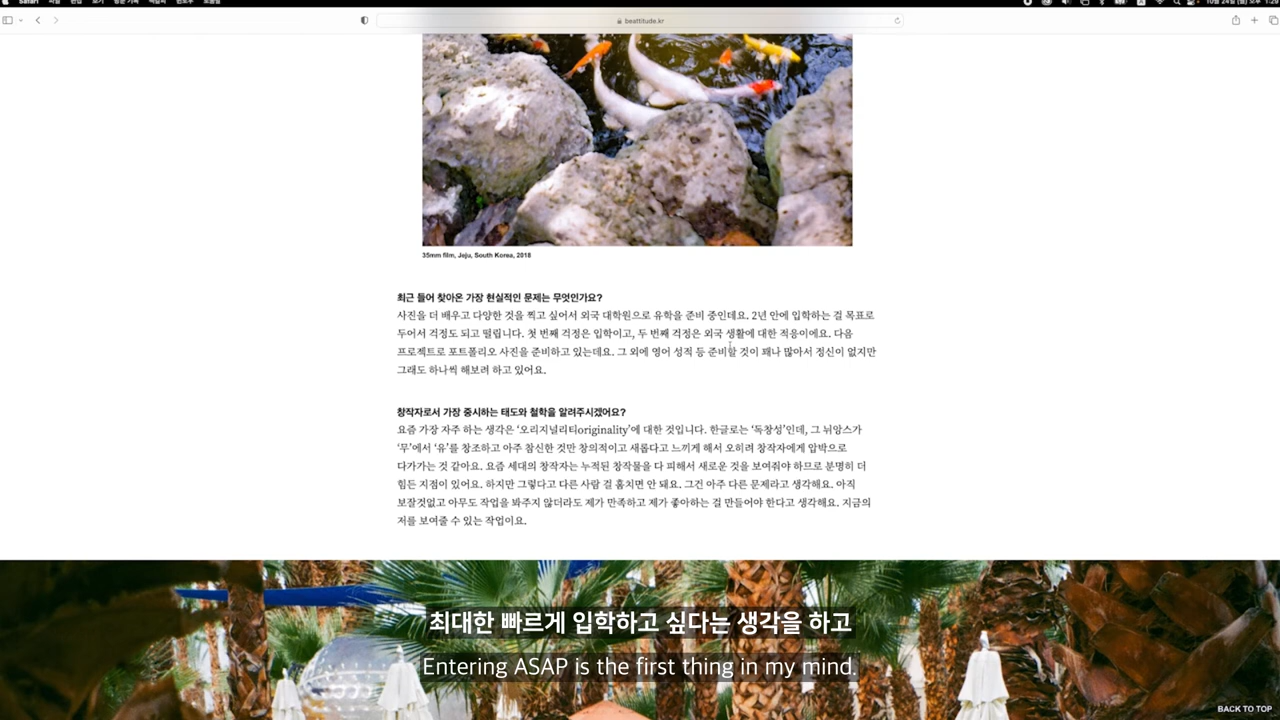 Safari 파일 편집 보기 방문 기록 책갈피 윈도우 도움말
beattitude.kr
35mm film, Jeju, South Korea, 2018
최근 들어 찾아온 가장 현실적인 문제는 무엇인가요?
사진을 더 배우고 다양한 것을 찍고 싶어서 외국 대학원으로 유학을 준비 중인데요. 2년 안에 입학하는 걸 목표로
두어서 걱정도 되고 떨립니다. 첫 번째 걱정은 입학이고, 두 번째 걱정은 외국 생활에 대한 적응이에요. 다음
프로젝트로 포트폴리오 사진을 준비하고 있는데요. 그 외에 영어 성적 등 준비할 것이 꽤나 많아서 정신이 없지만
그래도 하나씩 해보려 하고 있어요.
창작자로서 가장 중시하는 태도와 철학을 알려주시겠어요?
요즘 가장 자주 하는 생각은 ‘오리지널리티originality’에 대한 것입니다. 한글로는 ‘독창성’인데, 그 뉘앙스가
‘무’에서 ‘유’를 창조하고 아주 참신한 것만 창의적이고 새롭다고 느끼게 해서 오히려 창작자에게 압박으로
다가가는 것 같아요. 요즘 세대의 창작자는 누적된 창작물을 다 피해서 새로운 것을 보여줘야 하므로 분명히 더
힘든 지점이 있어요. 하지만 그렇다고 다른 사람 걸 훔치면 안 돼요. 그건 아주 다른 문제라고 생각해요. 아직
보잘것없고 아무도 작업을 봐주지 않더라도 제가 만족하고 제가 좋아하는 걸 만들어야 한다고 생각해요. 지금의
저를 보여줄 수 있는 작업이요.
최대한 빠르게 입학하고 싶다는 생각을 하고
Entering ASAP is the first thing in my mind.
BACK TO TOP